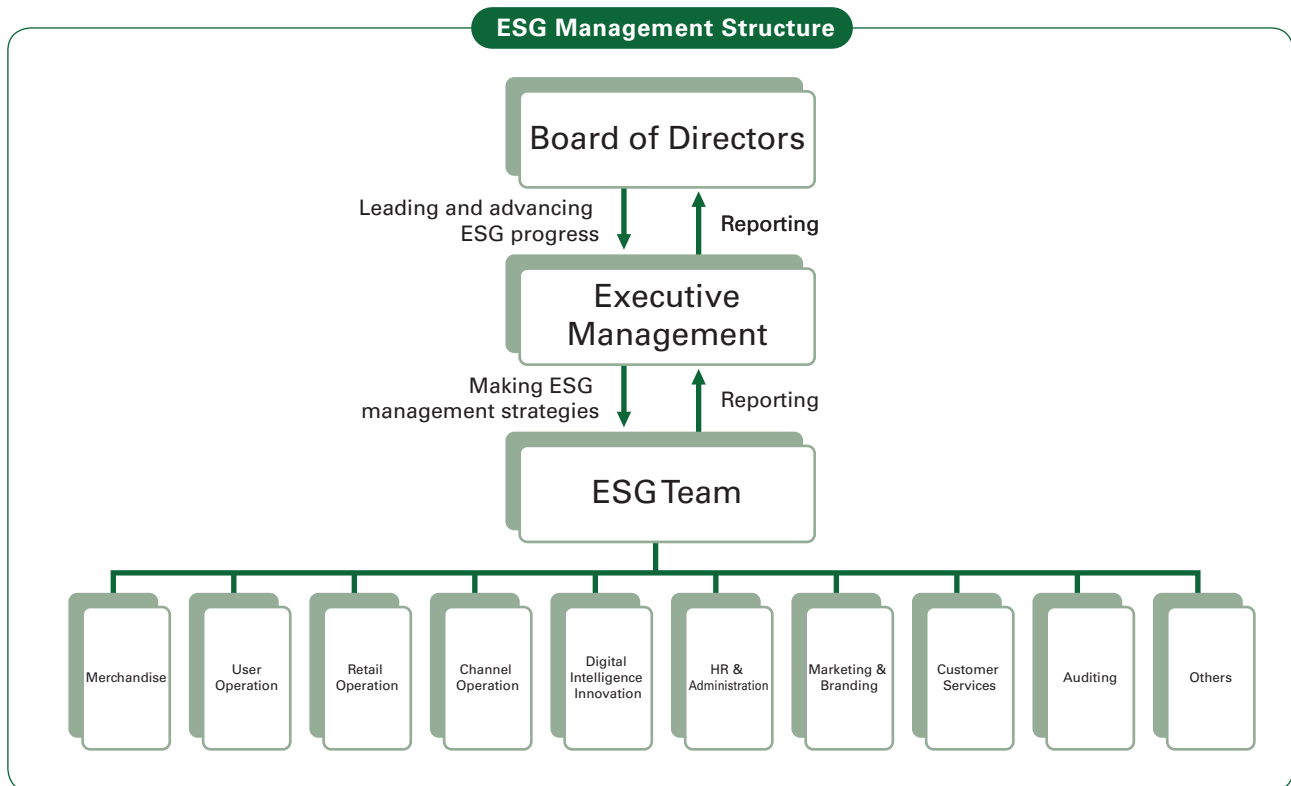 ESG Management Structure
Board of Directors
Leading and advancing
ESG progress
Reporting
Executive
Management
Making ESG
management strategies
Reporting
ESG Team
Merchandise
User
Operation
Retail
Operation
Channel
Operation
Digital
Intelligence
Innovation
HR &
Administration
Marketing &
Branding
Customer
Services
Auditing
Others